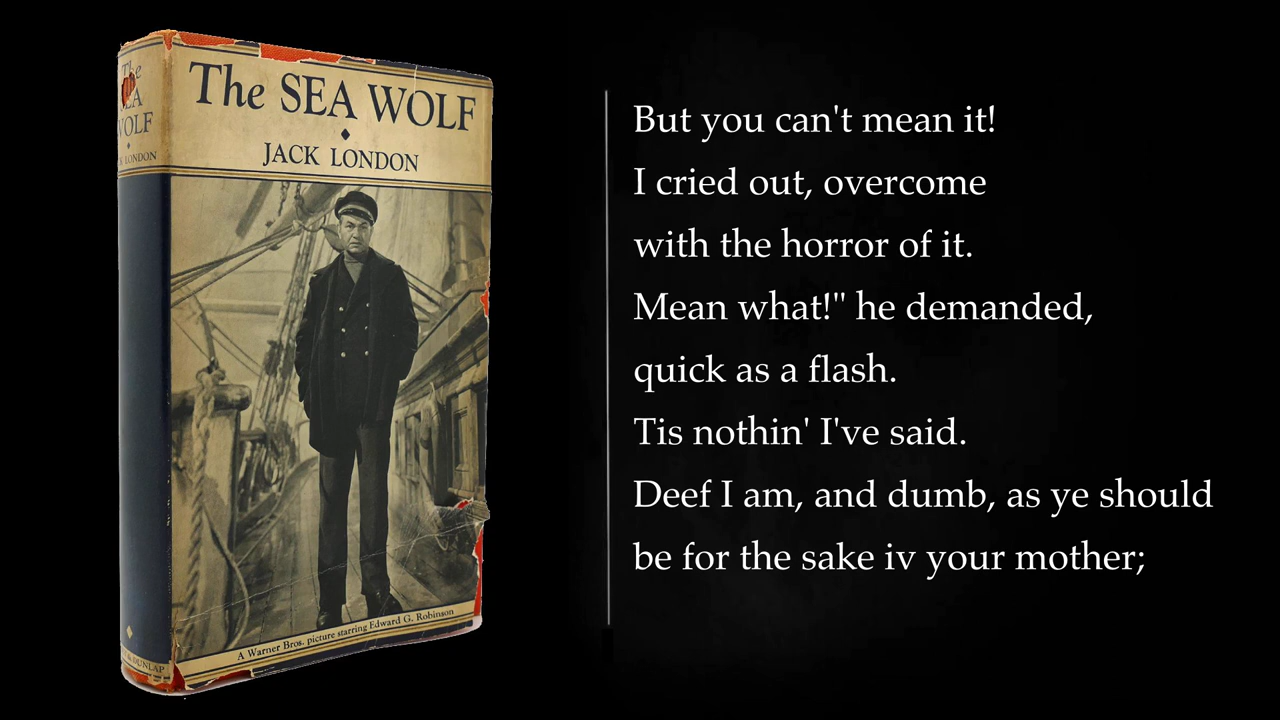 The
SEA
WOLF
LONDON
DUNLAP
The SEA WOLF
JACK LONDON
A Warner Bros. picture starring Edward G. Robinson
But you can't mean it!
I cried out, overcome
with the horror of it.
Mean what!" he demanded,
quick as a flash.
Tis nothin' I've said.
Deef I am, and dumb, as ye should
be for the sake iv your mother;